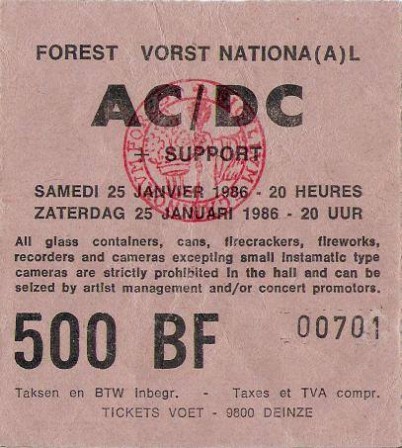 FOREST VORST NATIONA(A)L
AC/DC
+ SUPPORT
SAMEDI 25 JANVIER 1986 - 20 HEURES
ZATERDAG 25 JANUARI 1986 - 20 UUR
All glass containers, cans, firecrackers, fireworks,
recorders and cameras excepting small instamatic type
cameras are strictly prohibited in the hall and can be
seized by artist management and/or concert promotors.
500 BF 00701
Taksen en BTW inbegr. - Taxes et TVA compr.
TICKETS VOET - 9800 DEINZE